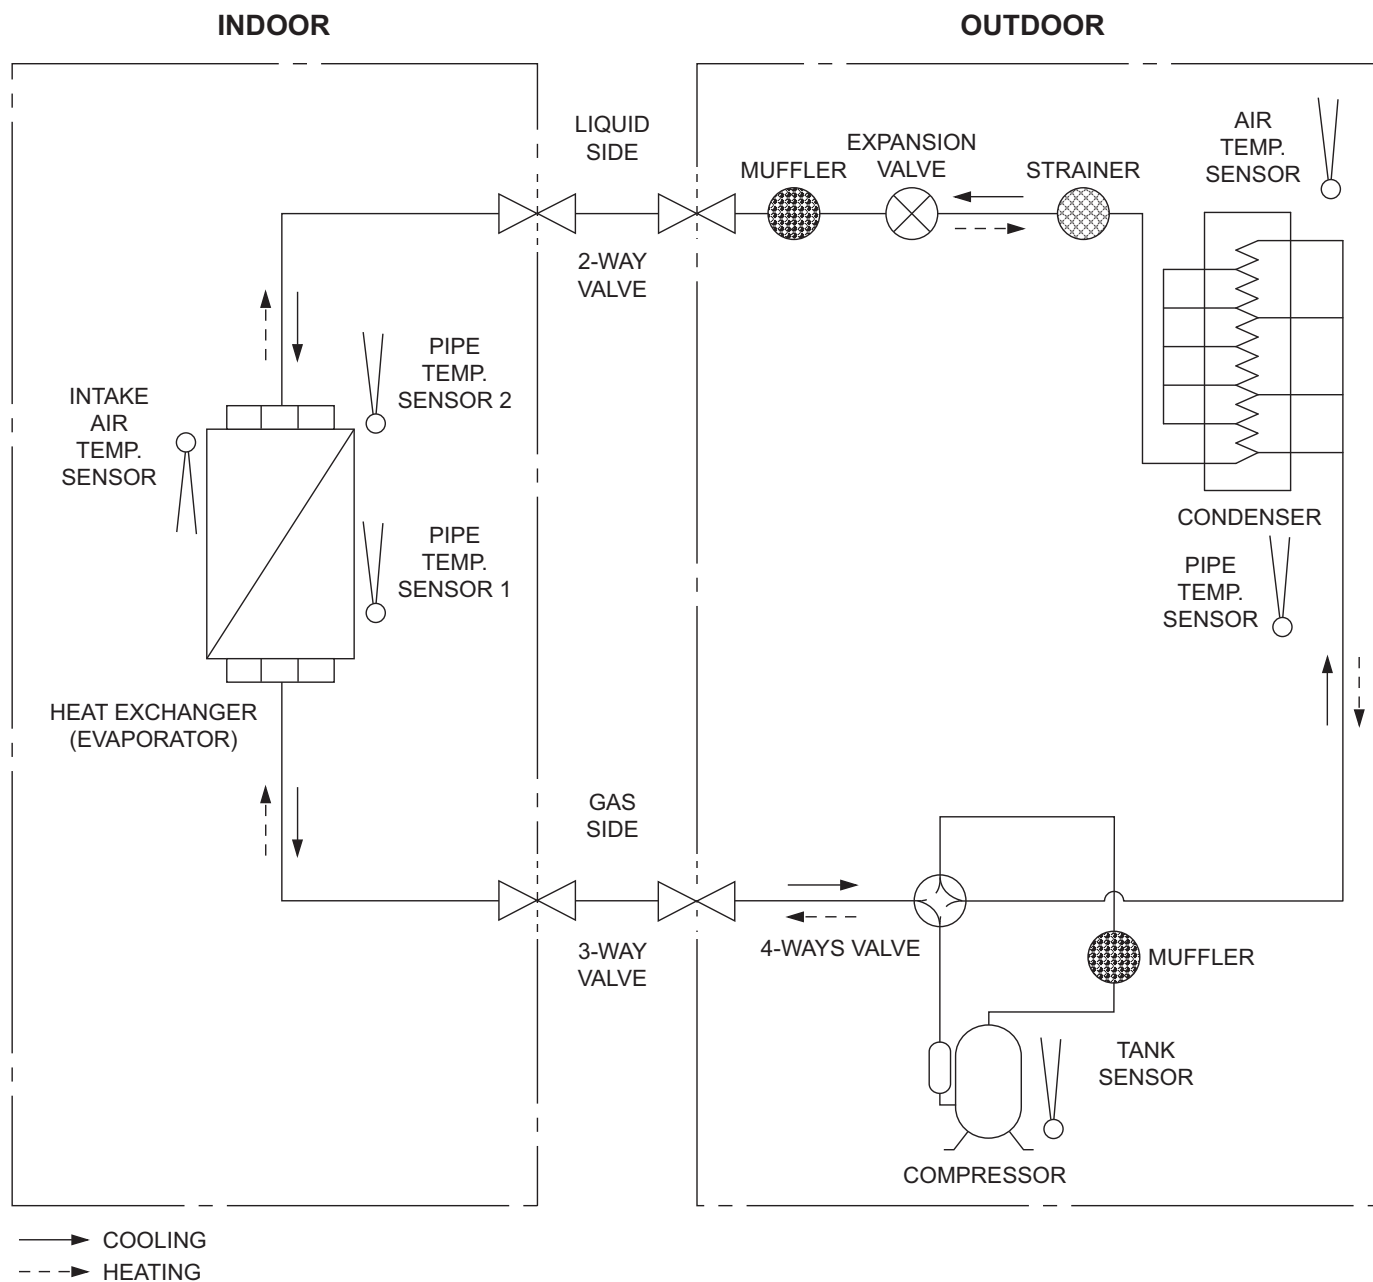 INDOOR
OUTDOOR
LIQUID
SIDE
2-WAY
VALVE
MUFFLER
EXPANSION
VALVE
STRAINER
AIR
TEMP.
SENSOR
PIPE
TEMP.
SENSOR 2
INTAKE
AIR
TEMP.
SENSOR
PIPE
TEMP.
SENSOR 1
CONDENSER
PIPE
TEMP.
SENSOR
HEAT EXCHANGER
(EVAPORATOR)
GAS
SIDE
3-WAY
VALVE
4-WAYS VALVE
MUFFLER
TANK
SENSOR
COMPRESSOR
COOLING
HEATING